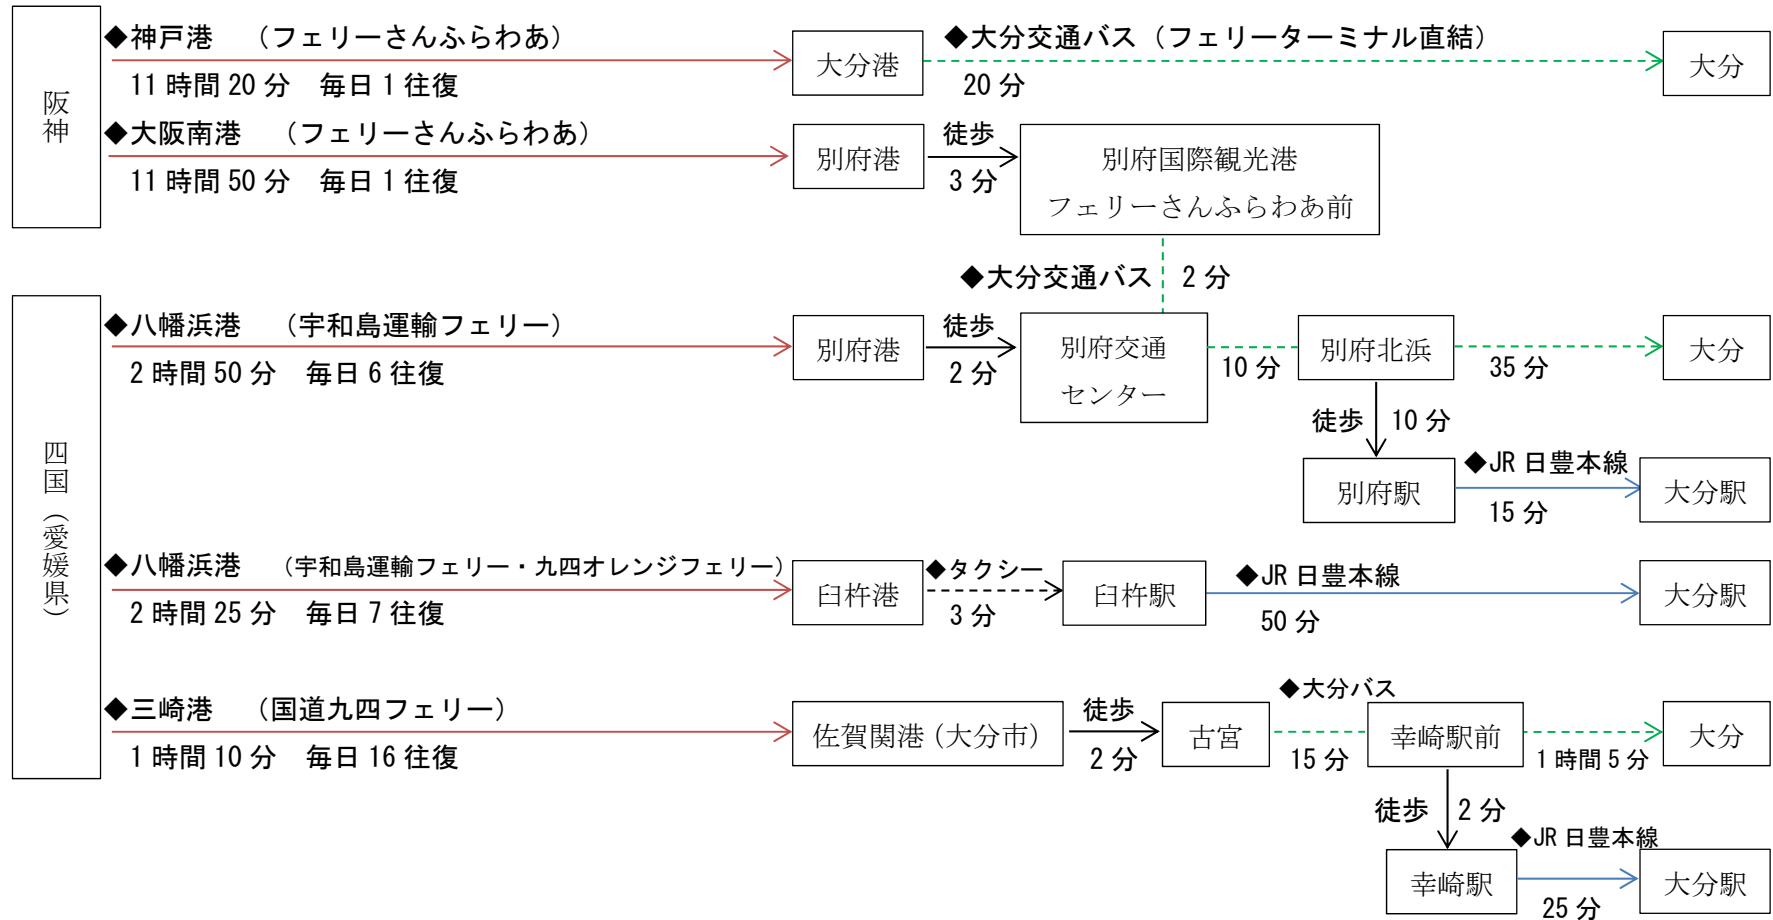 阪神
◆神戸港 （フェリーさんふらわあ）
11時間20分 毎日1往復
大分港
◆大分交通バス（フェリーターミナル直結）
20分
大分
◆大阪南港 （フェリーさんふらわあ）
11時間50分 毎日1往復
別府港
徒歩
3分
別府国際観光港
フェリーさんふらわあ前
◆大分交通バス 2分
四国（愛媛県）
◆八幡浜港 （宇和島運輸フェリー）
2時間50分 毎日6往復
別府港
徒歩
2分
別府交通
センター
10分
別府北浜
35分
大分
徒歩 10分
別府駅
◆JR日豊本線
15分
大分駅
◆八幡浜港 （宇和島運輸フェリー・九四オレンジフェリー）
2時間25分 毎日7往復
臼杵港
◆タクシー
3分
臼杵駅
◆JR日豊本線
50分
大分駅
◆三崎港 （国道九四フェリー）
1時間10分 毎日16往復
佐賀関港（大分市）
徒歩
2分
古宮
◆大分バス
15分
幸崎駅前
1時間5分
大分
徒歩 2分
幸崎駅
◆JR日豊本線
25分
大分駅